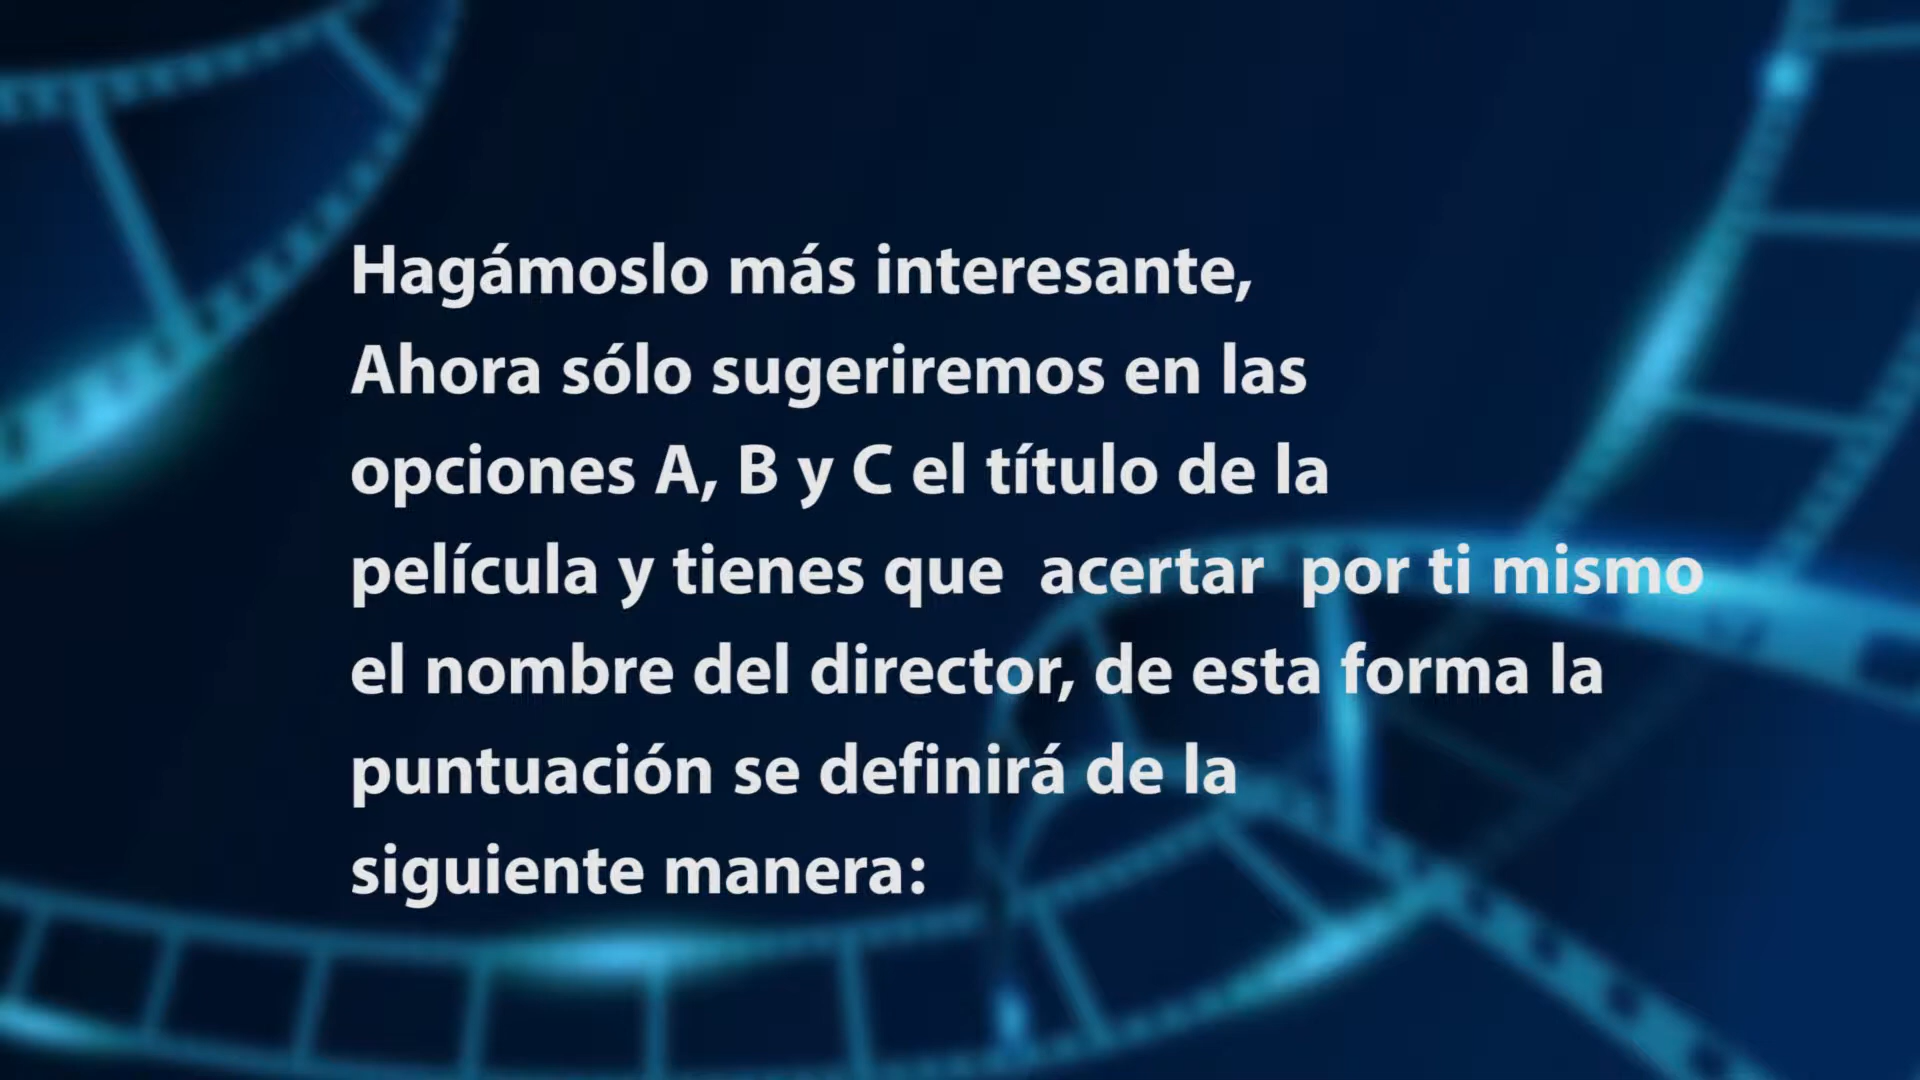 Hagámoslo más interesante,
Ahora sólo sugeriremos en las
opciones A, B y C el título de la
película y tienes que  acertar  por ti mismo
el nombre del director, de esta forma la
puntuación se definirá de la
siguiente manera: